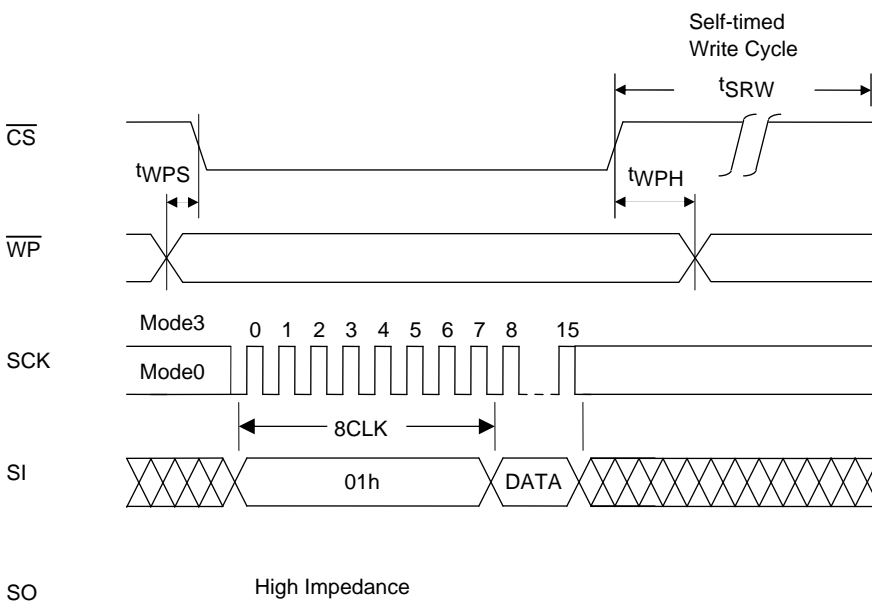 Self-timed
Write Cycle
tSRW
CS
tWPS
tWPH
WP
Mode3
0 1 2 3 4 5 6 7 8 15
SCK
Mode0
8CLK
SI
01h
DATA
High Impedance
SO